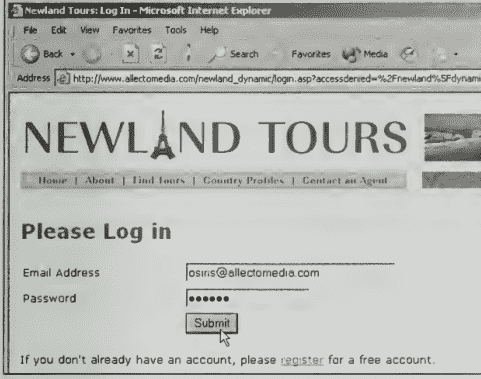 Newland Tours: Log In - Microsoft Internet Explorer
File Edit View Favorites Tools Help
Back Search Favorites Media
Address http://www.allectomedia.com/newland_dynamic/login.asp?accessdenied=%2Fnewland%5Fdynami
NEWLAND TOURS
Home | About | Find Tours | Country Profiles | Contact an Agent
Please Log in
Email Address osiris@allectomedia.com
Password ••••••
Submit
If you don't already have an account, please register for a free account.